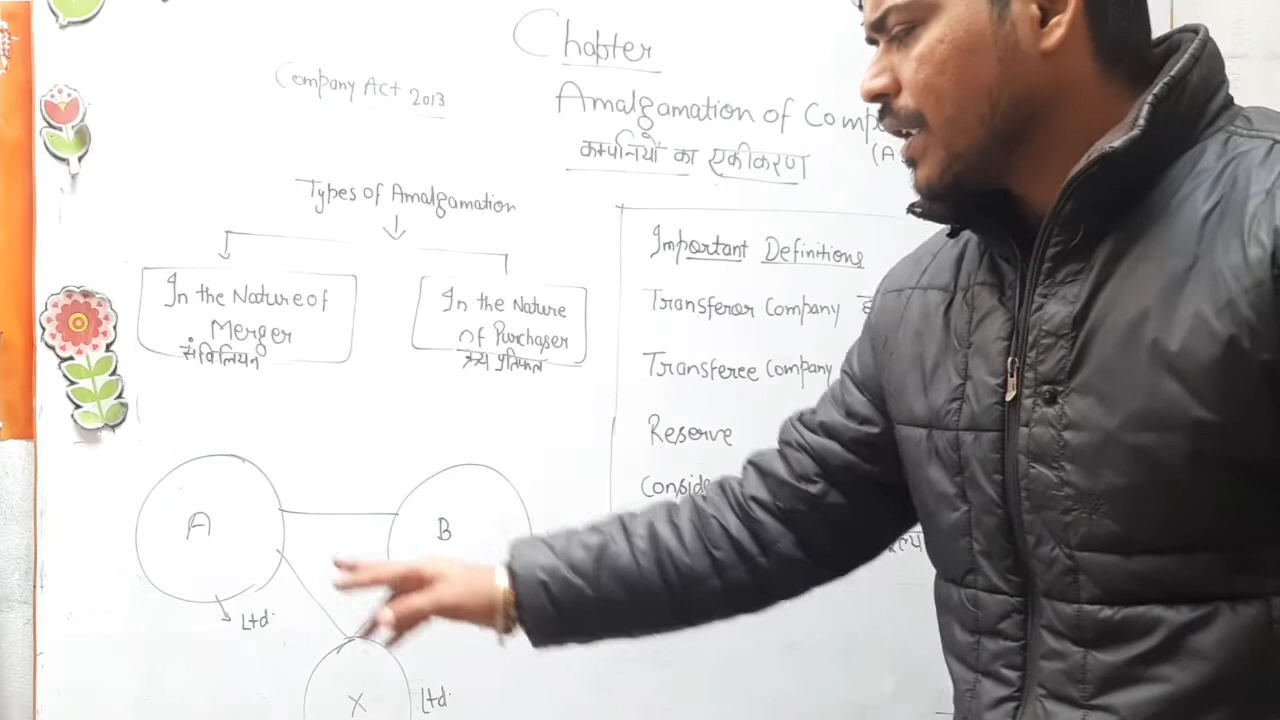 Chapter
Company Act 2013
Amalgamation of Comp
कम्पनियों का एकीकरण
(A
Types of Amalgamation
In the Nature of
Merger
संविलियन
In the Nature
of Purchaser
क्रय प्रतिफल
Important Definitions
Transferor Company
Transferee Company
Reserve
Conside
A
B
Ltd.
X
Ltd.